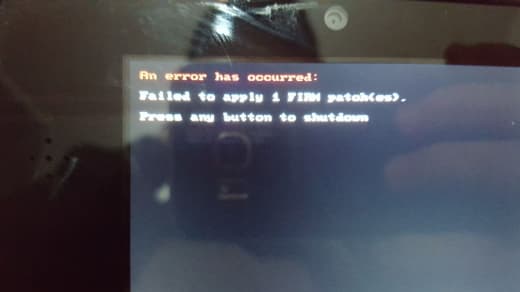 An error has occurred:
Failed to apply 1 FIRM patch(es).
Press any button to shutdown